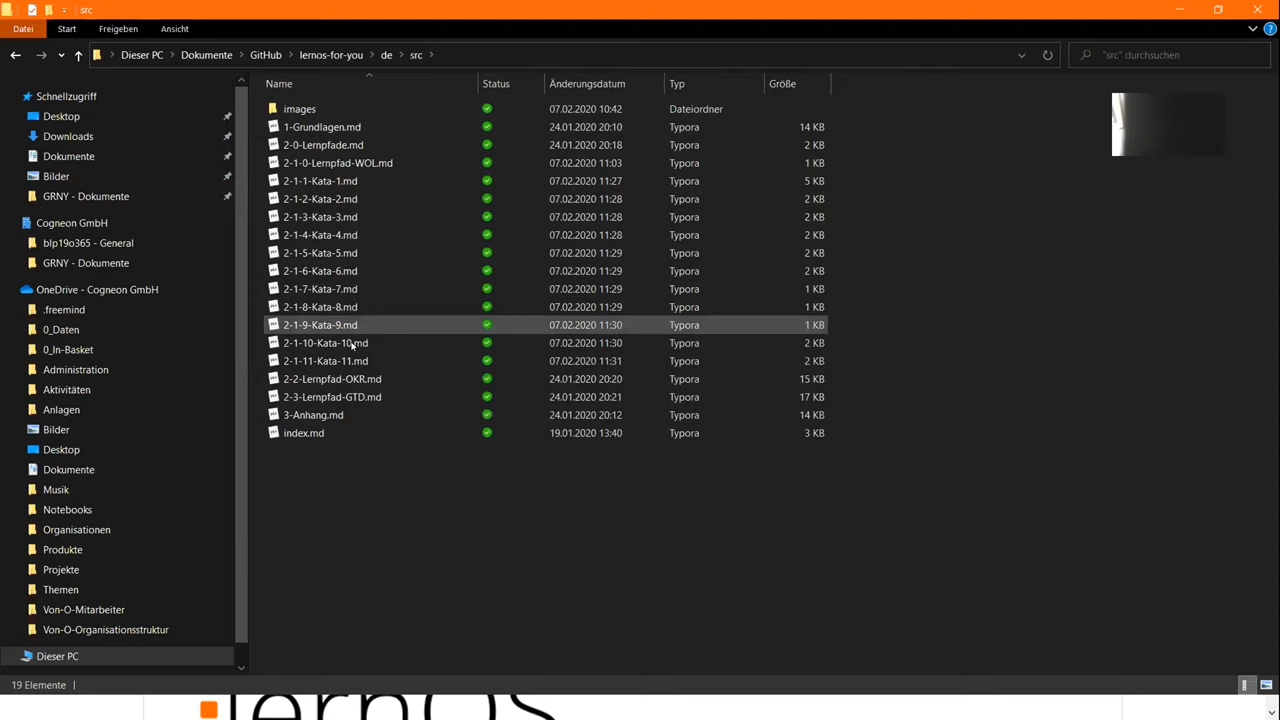 src
Datei Start Freigeben Ansicht
Dieser PC Dokumente GitHub lernos-for-you de src "src" durchsuchen
Name Status Änderungsdatum Typ Größe
images 07.02.2020 10:42 Dateiordner
1-Grundlagen.md 24.01.2020 20:10 Typora 14 KB
2-0-Lernpfade.md 24.01.2020 20:18 Typora 2 KB
2-1-0-Lernpfad-WOL.md 07.02.2020 11:03 Typora 1 KB
2-1-1-Kata-1.md 07.02.2020 11:27 Typora 5 KB
2-1-2-Kata-2.md 07.02.2020 11:28 Typora 2 KB
2-1-3-Kata-3.md 07.02.2020 11:28 Typora 2 KB
2-1-4-Kata-4.md 07.02.2020 11:28 Typora 2 KB
2-1-5-Kata-5.md 07.02.2020 11:29 Typora 2 KB
2-1-6-Kata-6.md 07.02.2020 11:29 Typora 2 KB
2-1-7-Kata-7.md 07.02.2020 11:29 Typora 1 KB
2-1-8-Kata-8.md 07.02.2020 11:29 Typora 1 KB
2-1-9-Kata-9.md 07.02.2020 11:30 Typora 1 KB
2-1-10-Kata-10.md 07.02.2020 11:30 Typora 2 KB
2-1-11-Kata-11.md 07.02.2020 11:31 Typora 2 KB
2-2-Lernpfad-OKR.md 24.01.2020 20:20 Typora 15 KB
2-3-Lernpfad-GTD.md 24.01.2020 20:21 Typora 17 KB
3-Anhang.md 24.01.2020 20:12 Typora 14 KB
index.md 19.01.2020 13:40 Typora 3 KB
Schnellzugriff
Desktop
Downloads
Dokumente
Bilder
GRNY - Dokumente
Cogneon GmbH
blp19o365 - General
GRNY - Dokumente
OneDrive - Cogneon GmbH
.freemind
0_Daten
0_In-Basket
Administration
Aktivitäten
Anlagen
Bilder
Desktop
Dokumente
Musik
Notebooks
Organisationen
Produkte
Projekte
Themen
Von-O-Mitarbeiter
Von-O-Organisationsstruktur
Dieser PC
19 Elemente
lernOS